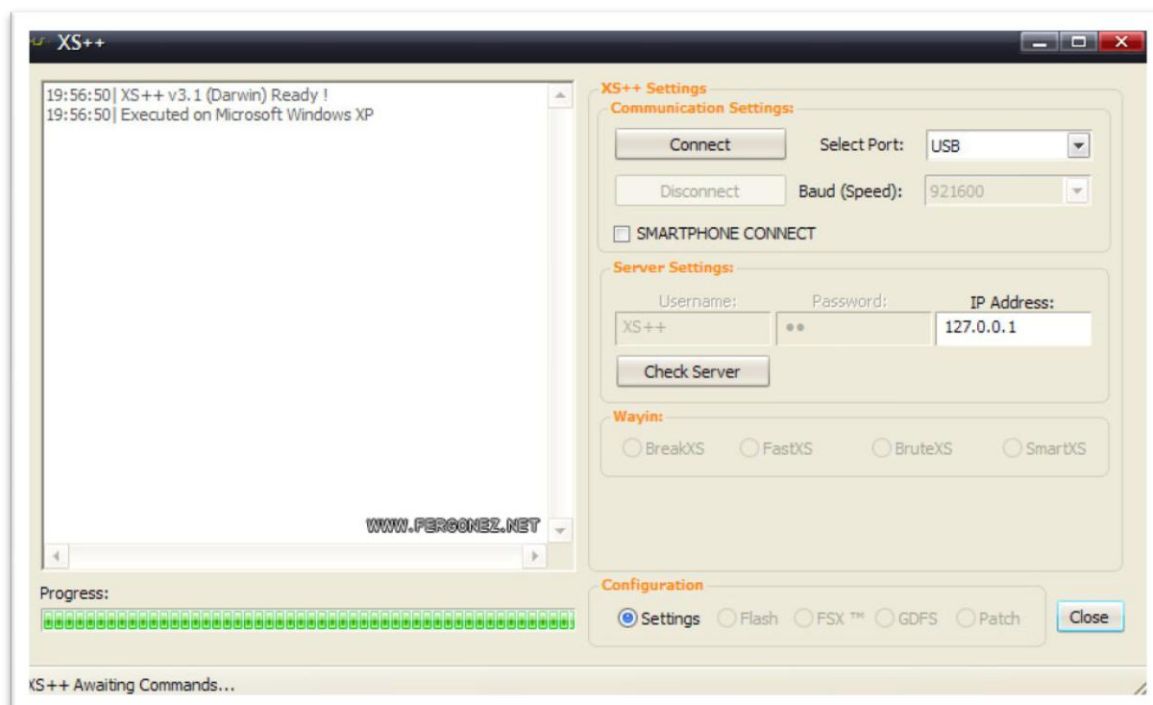 XS++
19:56:50| XS++ v3.1 (Darwin) Ready !
19:56:50| Executed on Microsoft Windows XP
WWW.FERGONEZ.NET
Progress:
XS++ Settings
Communication Settings:
Connect Select Port: USB
Disconnect Baud (Speed): 921600
SMARTPHONE CONNECT
Server Settings:
Username: Password: IP Address:
XS++ ●● 127.0.0.1
Check Server
Wayin:
BreakXS FastXS BruteXS SmartXS
Configuration
Settings Flash FSX ™ GDFS Patch Close
XS++ Awaiting Commands...